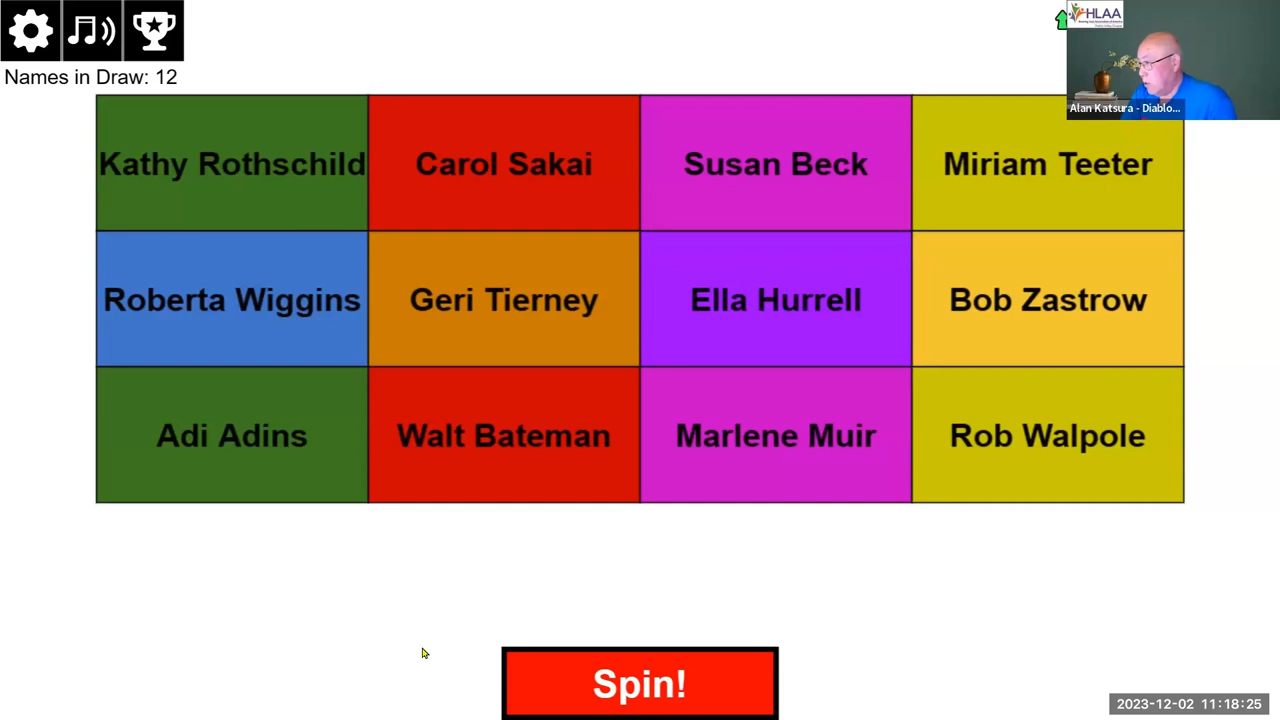 HLAA
Names in Draw: 12
Alan Katsura - Diablo...
Kathy Rothschild
Carol Sakai
Susan Beck
Miriam Teeter
Roberta Wiggins
Geri Tierney
Ella Hurrell
Bob Zastrow
Adi Adins
Walt Bateman
Marlene Muir
Rob Walpole
Spin!
2023-12-02 11:18:25